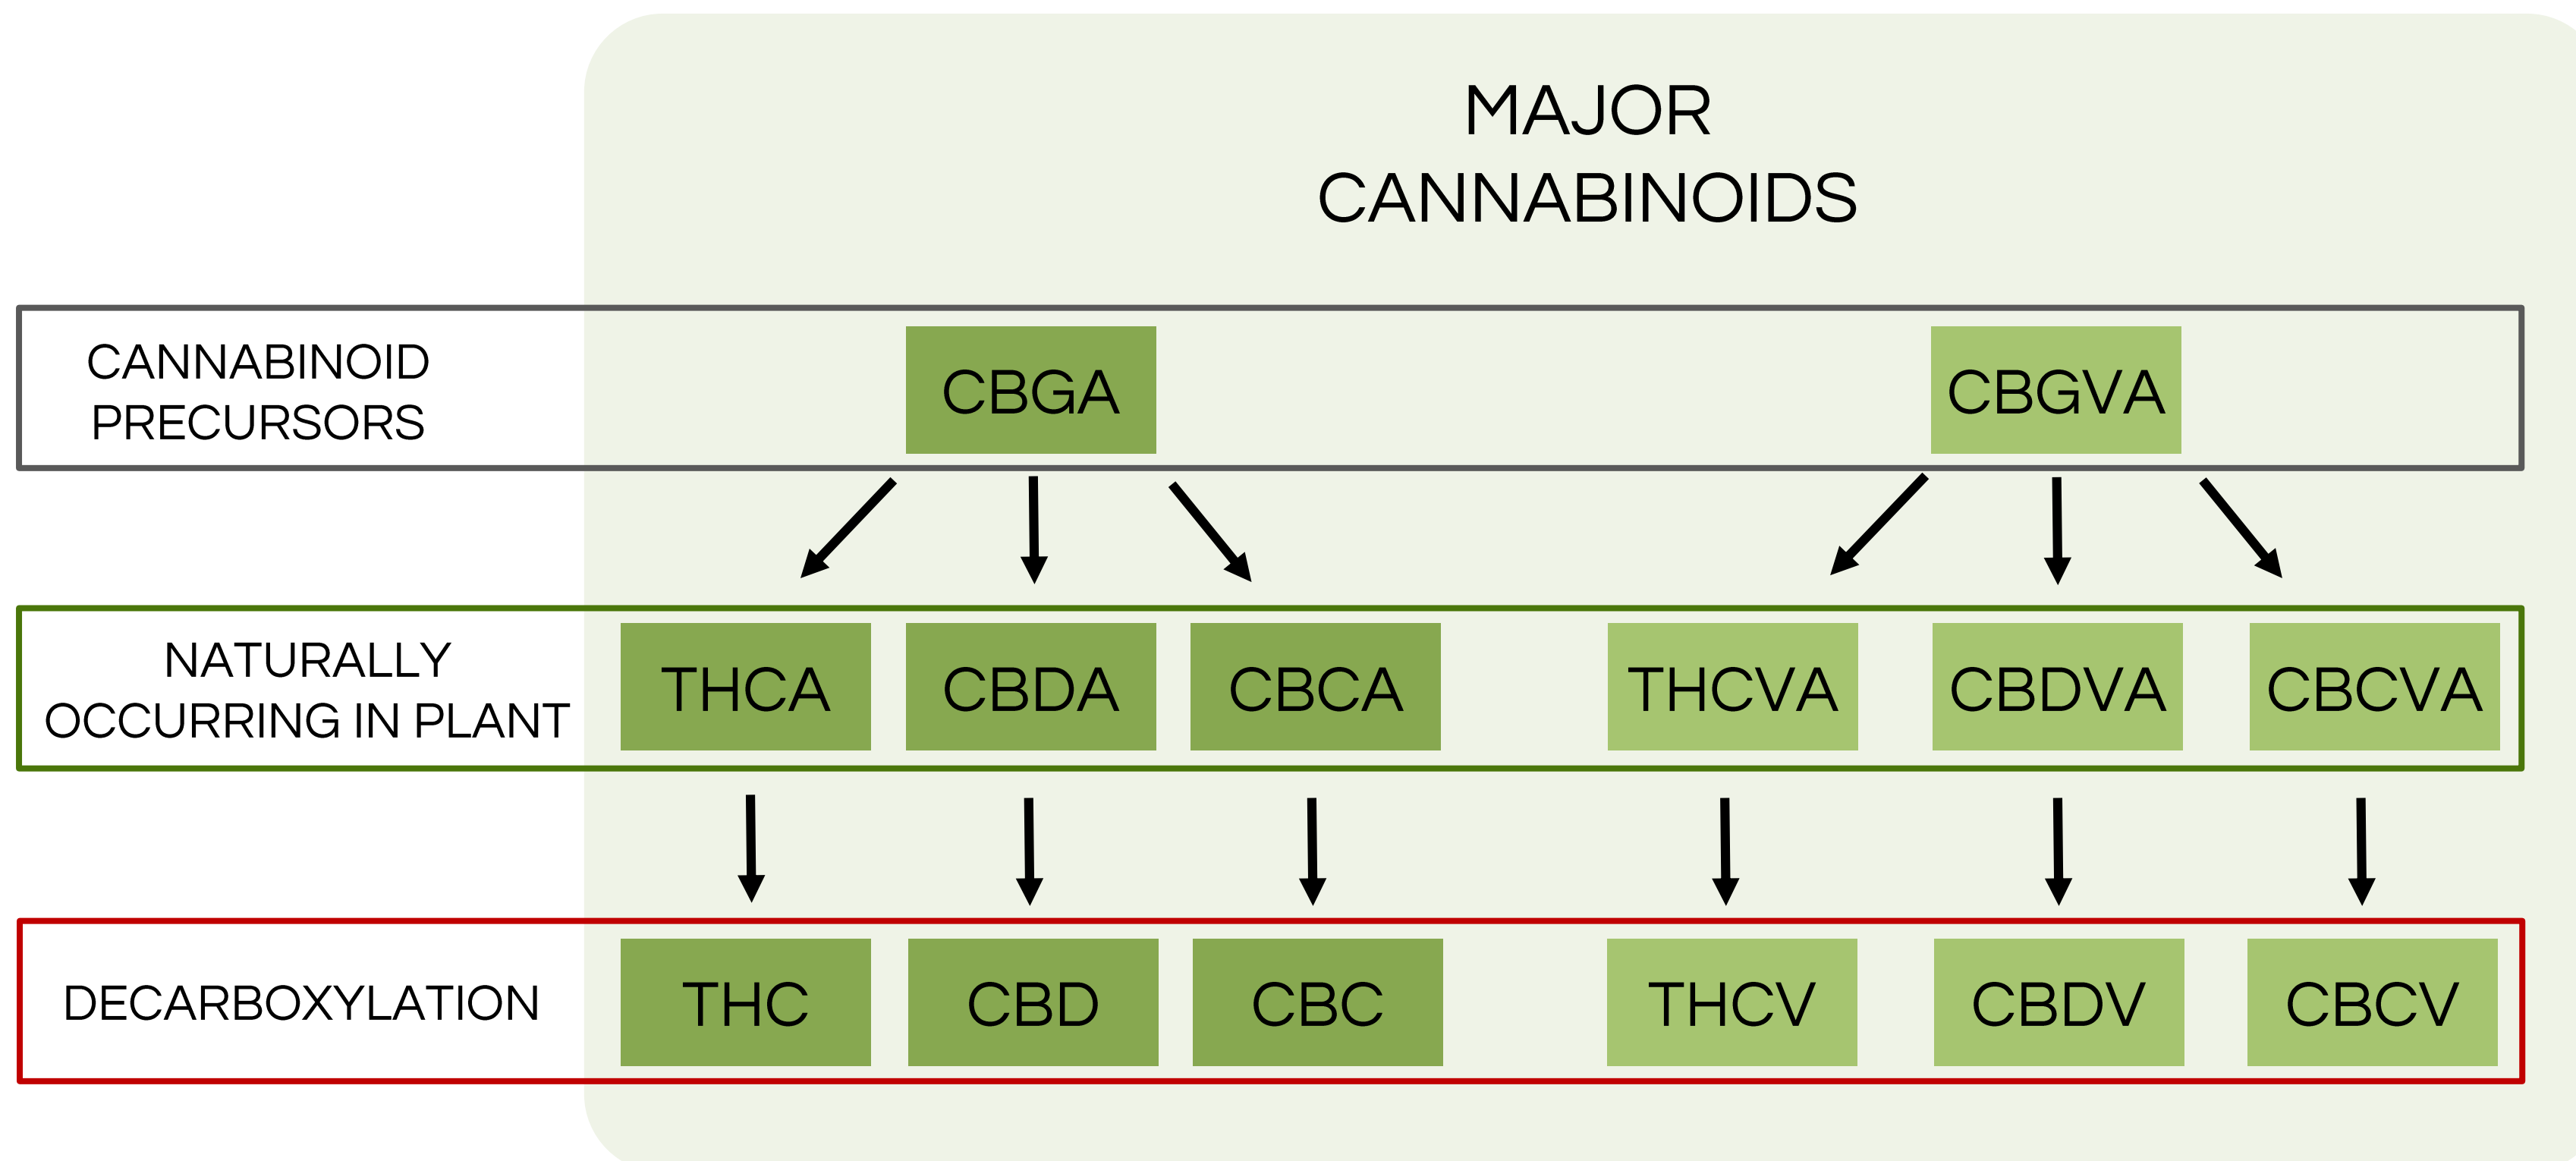 MAJOR
CANNABINOIDS
CANNABINOID
PRECURSORS
CBGA
CBGVA
NATURALLY
OCCURRING IN PLANT
THCA
CBDA
CBCA
THCVA
CBDVA
CBCVA
DECARBOXYLATION
THC
CBD
CBC
THCV
CBDV
CBCV